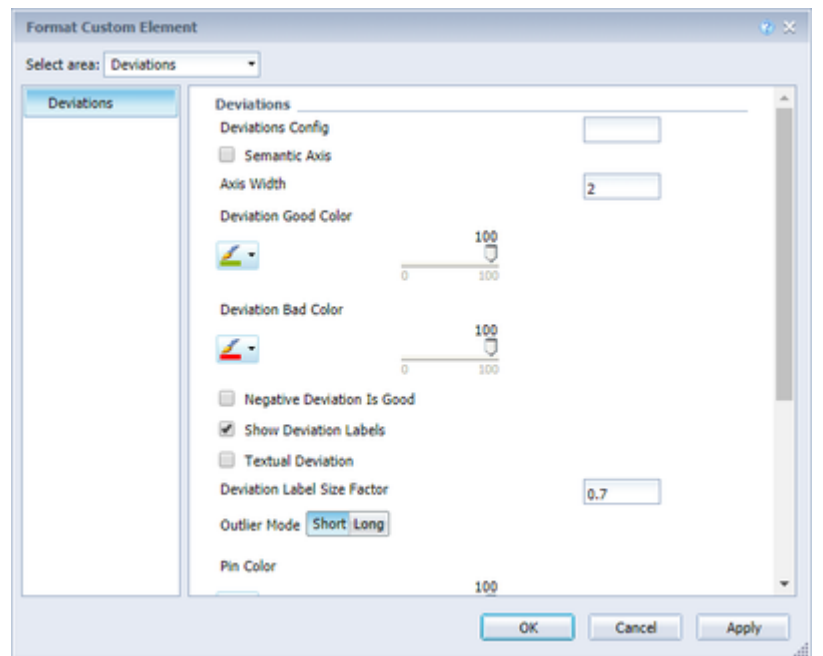 Format Custom Element
Select area: Deviations
Deviations
Deviations
Deviations Config
Semantic Axis
Axis Width 2
Deviation Good Color
100
0 100
Deviation Bad Color
100
0 100
Negative Deviation Is Good
Show Deviation Labels
Textual Deviation
Deviation Label Size Factor 0.7
Outlier Mode Short Long
Pin Color
100
OK Cancel Apply